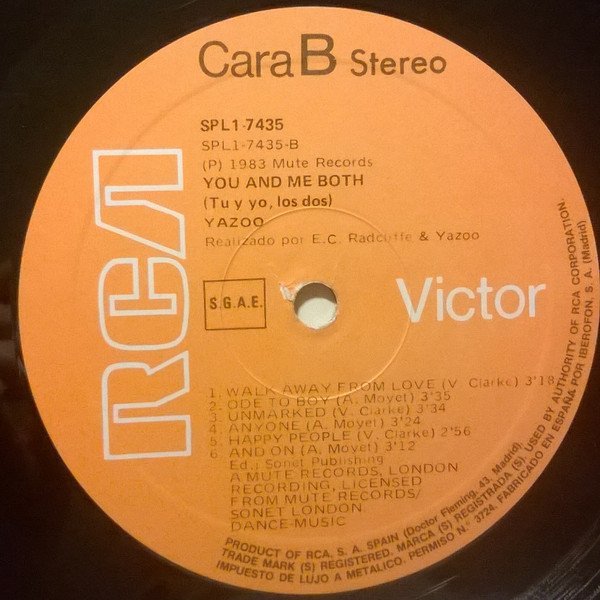 Cara B Stereo
SPL1-7435
SPL1-7435-B
(P) 1983 Mute Records
YOU AND ME BOTH
(Tu y yo, los dos)
YAZOO
Realizado por E.C. Radcliffe & Yazoo
RCA
S.G.A.E.
Victor
1. WALK AWAY FROM LOVE (V. Clarke) 3'18
2. ODE TO BOY (A. Moyet) 3'35
3. UNMARKED (V. Clarke) 3'34
4. ANYONE (A. Moyet) 3'24
5. HAPPY PEOPLE (V. Clarke) 2'56
6. AND ON (A. Moyet) 3'12
Ed.: Sonet Publishing
A MUTE RECORDS, LONDON
RECORDING, LICENSED
FROM MUTE RECORDS/
SONET LONDON
DANCE-MUSIC
PRODUCT OF RCA, S. A. SPAIN (Doctor Fleming, 43, Madrid).
TRADE MARK (S) REGISTERED. MARCA (S) REGISTRADA (S). USED BY AUTHORITY OF RCA CORPORATION.
IMPUESTO DE LUJO A METALICO. PERMISO N.º 3724. FABRICADO EN ESPAÑA POR IBEROFON, S. A. (Madrid)